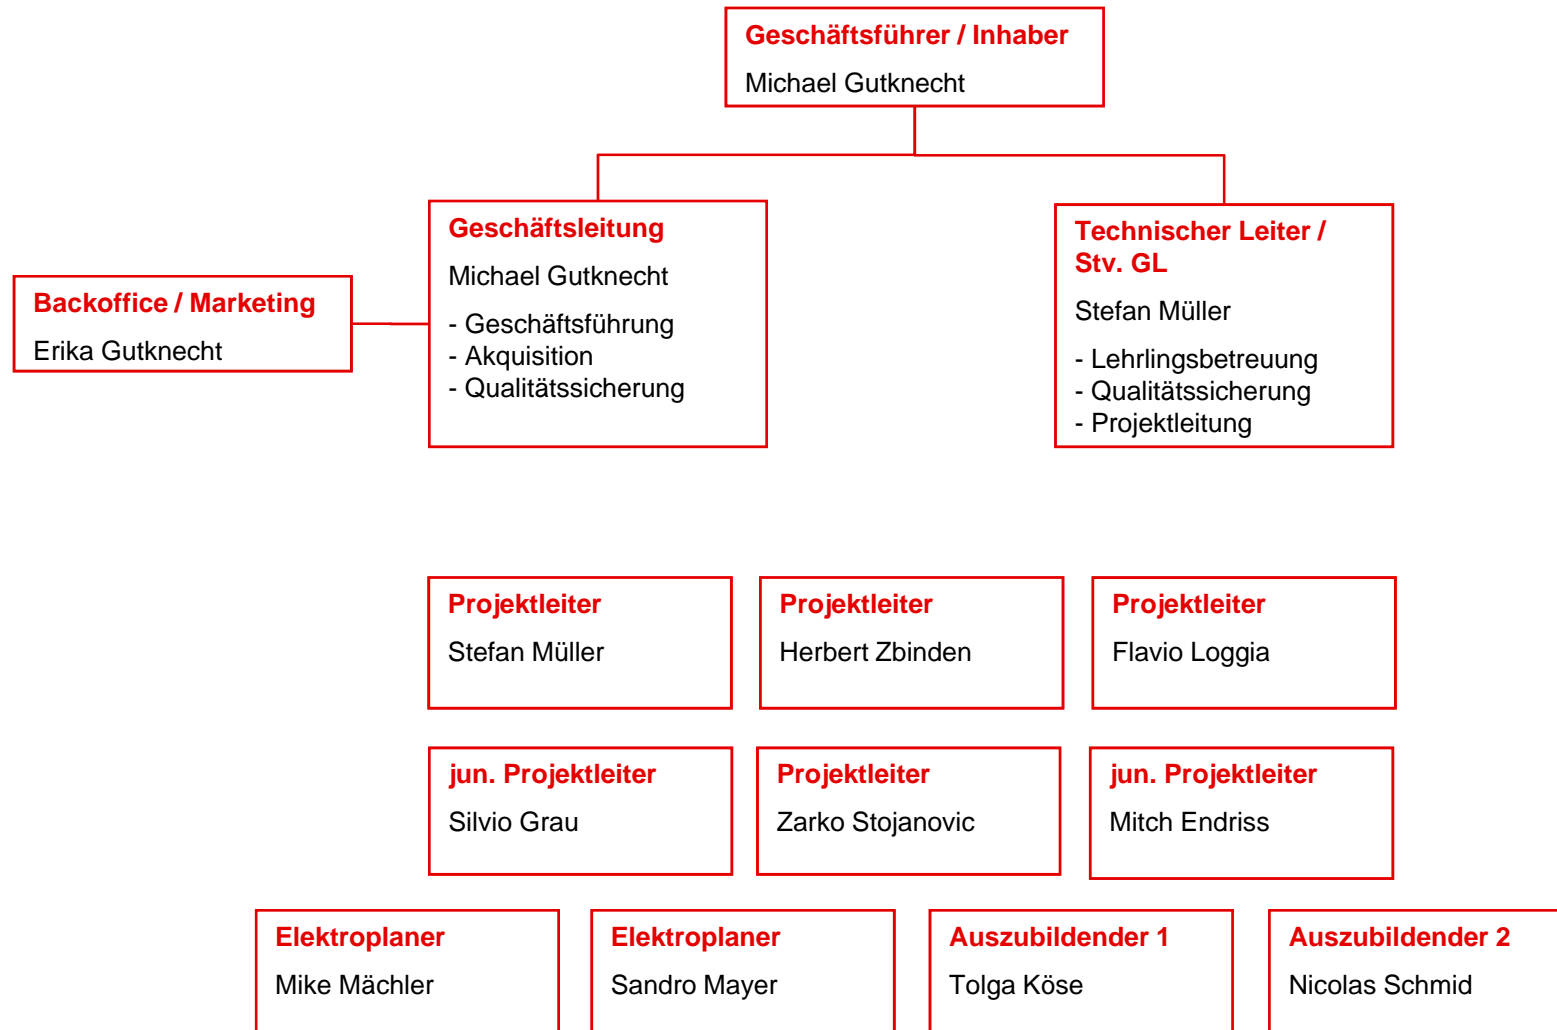 Geschäftsführer / Inhaber
Michael Gutknecht
Geschäftsleitung
Michael Gutknecht
- Geschäftsführung
- Akquisition
- Qualitätssicherung
Technischer Leiter /
Stv. GL
Stefan Müller
- Lehrlingsbetreuung
- Qualitätssicherung
- Projektleitung
Backoffice / Marketing
Erika Gutknecht
Projektleiter
Stefan Müller
Projektleiter
Herbert Zbinden
Projektleiter
Flavio Loggia
jun. Projektleiter
Silvio Grau
Projektleiter
Zarko Stojanovic
jun. Projektleiter
Mitch Endriss
Elektroplaner
Mike Mächler
Elektroplaner
Sandro Mayer
Auszubildender 1
Tolga Köse
Auszubildender 2
Nicolas Schmid